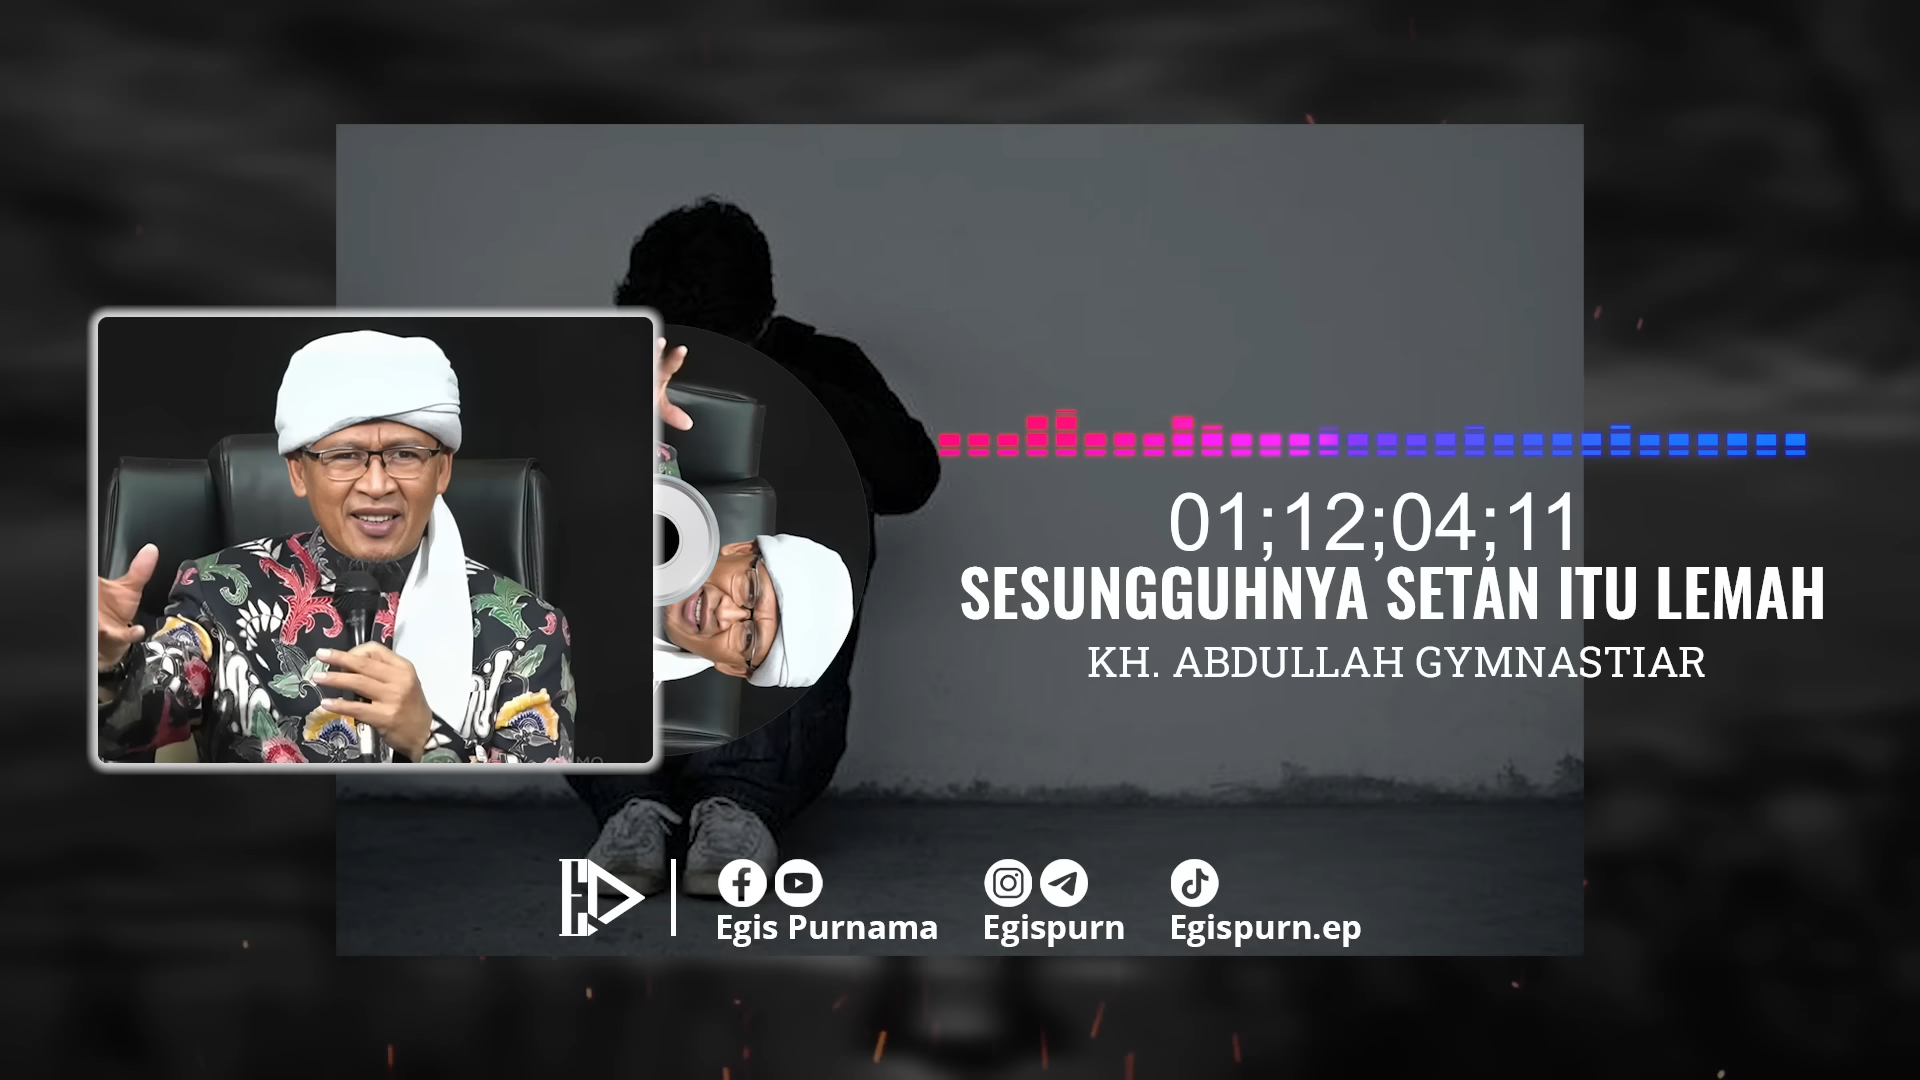 01;12;04;11
SESUNGGUHNYA SETAN ITU LEMAH
KH. ABDULLAH GYMNASTIAR
Egis Purnama
Egispurn
Egispurn.ep